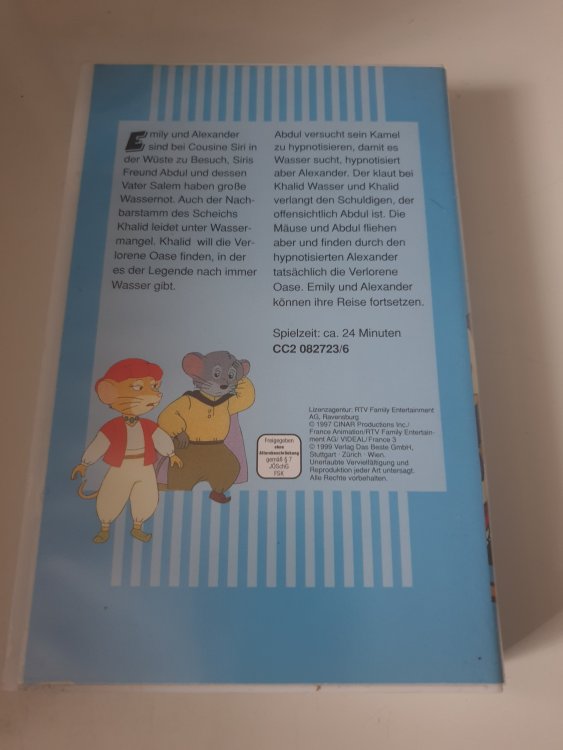 Emily und Alexander
sind bei Cousine Siri in
der Wüste zu Besuch, Siris
Freund Abdul und dessen
Vater Salem haben große
Wassernot. Auch der Nach-
barstamm des Scheichs
Khalid leidet unter Wasser-
mangel. Khalid will die Ver-
lorene Oase finden, in der
es der Legende nach immer
Wasser gibt.
Abdul versucht sein Kamel
zu hypnotisieren, damit es
Wasser sucht, hypnotisiert
aber Alexander. Der klaut bei
Khalid Wasser und Khalid
verlangt den Schuldigen, der
offensichtlich Abdul ist. Die
Mäuse und Abdul fliehen
aber und finden durch den
hypnotisierten Alexander
tatsächlich die Verlorene
Oase. Emily und Alexander
können ihre Reise fortsetzen.
Spielzeit: ca. 24 Minuten
CC2 082723/6
Freigegeben
ohne
Altersbeschränkung
gemäß § 7
JÖSchG
FSK
Lizenzagentur: RTV Family Entertainment
AG, Ravensburg
© 1997 CINAR Productions Inc./
France Animation/RTV Family Entertain-
ment AG/ VIDEAL/France 3
© 1999 Verlag Das Beste GmbH,
Stuttgart · Zürich · Wien.
Unerlaubte Vervielfältigung und
Reproduktion jeder Art untersagt.
Alle Rechte vorbehalten.